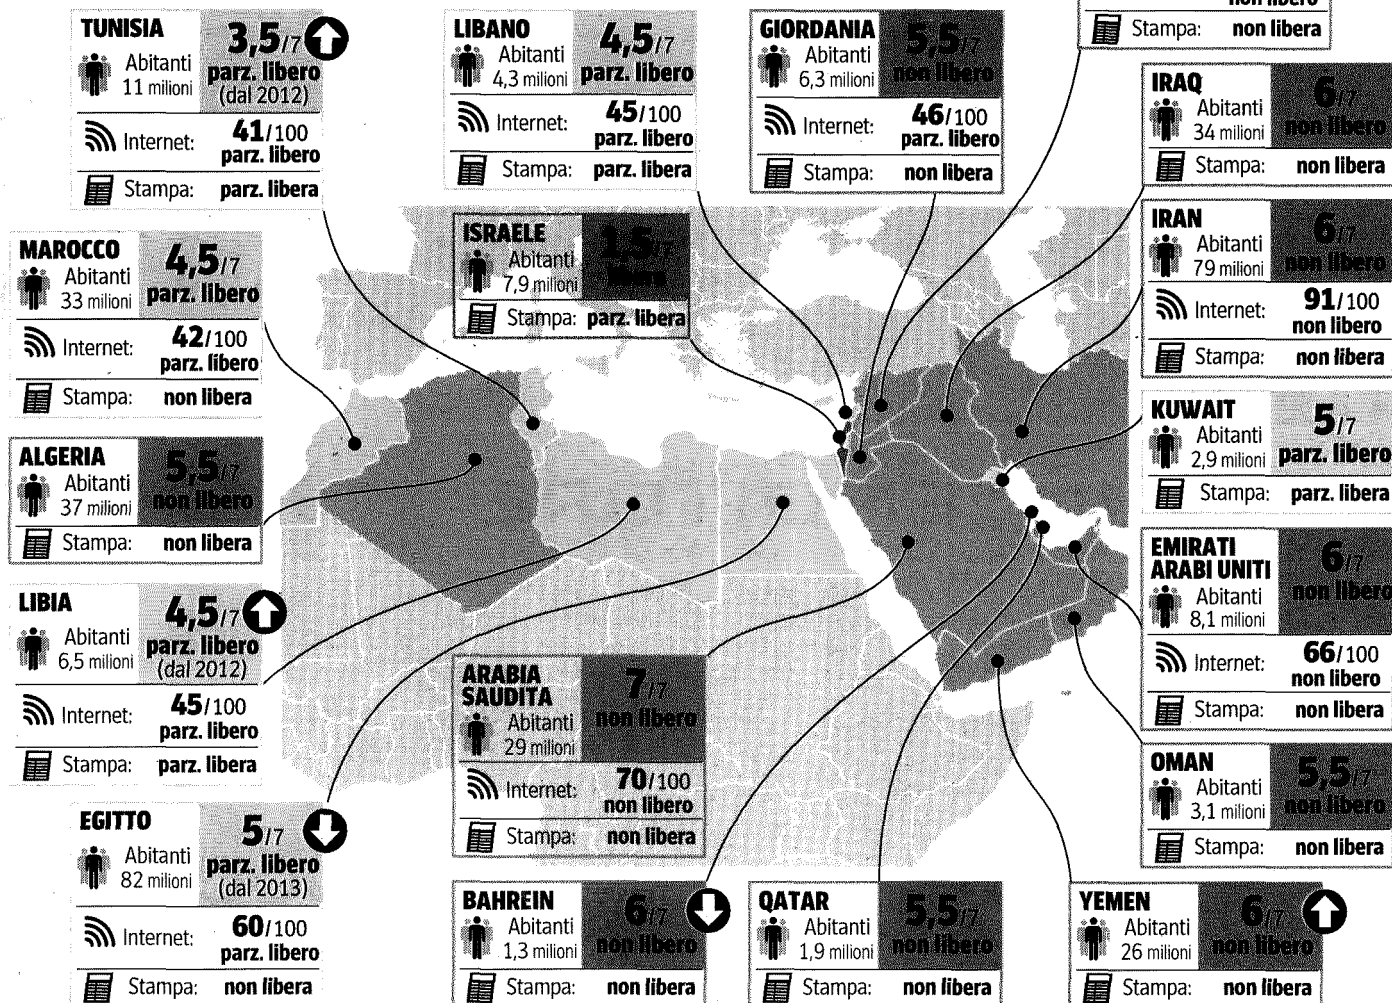 TUNISIA
Abitanti
11 milioni
3,5/7
parz. libero
(dal 2012)
Internet:
41/100
parz. libero
Stampa:
parz. libera
LIBANO
Abitanti
4,3 milioni
4,5/7
parz. libero
Internet:
45/100
parz. libero
Stampa:
parz. libera
GIORDANIA
Abitanti
6,3 milioni
5,5/7
non libero
Internet:
46/100
parz. libero
Stampa:
non libera
non libero
Stampa:
non libera
IRAQ
Abitanti
34 milioni
6/7
non libero
Stampa:
non libera
MAROCCO
Abitanti
33 milioni
4,5/7
parz. libero
Internet:
42/100
parz. libero
Stampa:
non libera
ISRAELE
Abitanti
7,9 milioni
1,5/7
libero
Stampa:
parz. libera
IRAN
Abitanti
79 milioni
6/7
non libero
Internet:
91/100
non libero
Stampa:
non libera
ALGERIA
Abitanti
37 milioni
5,5/7
non libero
Stampa:
non libera
KUWAIT
Abitanti
2,9 milioni
5/7
parz. libero
Stampa:
parz. libera
LIBIA
Abitanti
6,5 milioni
4,5/7
parz. libero
(dal 2012)
Internet:
45/100
parz. libero
Stampa:
parz. libera
EMIRATI
ARABI UNITI
Abitanti
8,1 milioni
6/7
non libero
Internet:
66/100
non libero
Stampa:
non libera
ARABIA
SAUDITA
Abitanti
29 milioni
7/7
non libero
Internet:
70/100
non libero
Stampa:
non libera
OMAN
Abitanti
3,1 milioni
5,5/7
non libero
Stampa:
non libera
EGITTO
Abitanti
82 milioni
5/7
parz. libero
(dal 2013)
Internet:
60/100
parz. libero
Stampa:
non libera
BAHREIN
Abitanti
1,3 milioni
6/7
non libero
Stampa:
non libera
QATAR
Abitanti
1,9 milioni
5,5/7
non libero
Stampa:
non libera
YEMEN
Abitanti
26 milioni
6/7
non libero
Stampa:
non libera